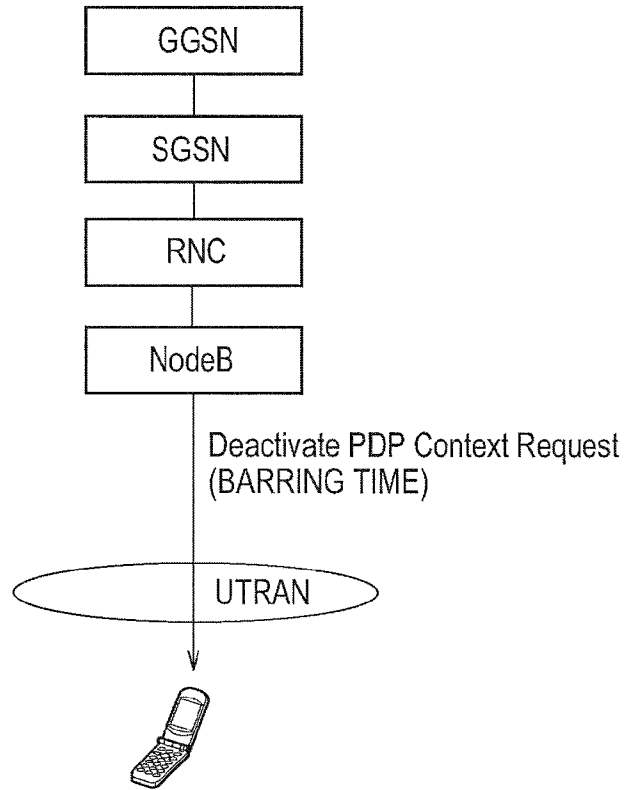 GGSN
SGSN
RNC
NodeB
Deactivate PDP Context Request
(BARRING TIME)
UTRAN